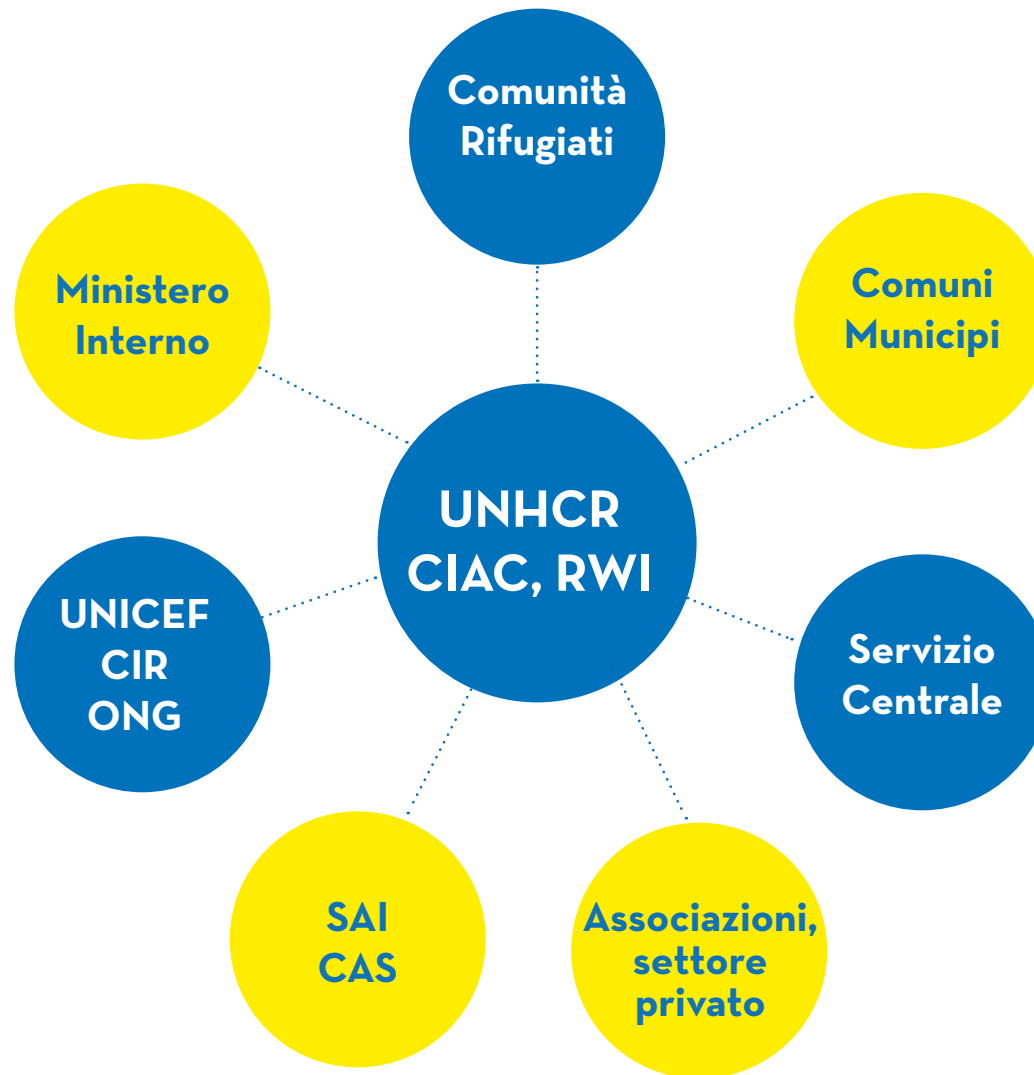 Comunità
Rifugiati
Ministero
Interno
Comuni
Municipi
UNHCR
CIAC, RWI
UNICEF
CIR
ONG
Servizio
Centrale
SAI
CAS
Associazioni,
settore
privato